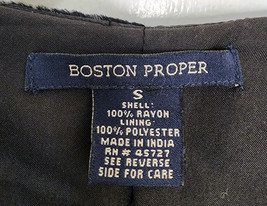 BOSTON PROPER
S
SHELL:
100% RAYON
LINING:
100% POLYESTER
MADE IN INDIA
RN # 45727
SEE REVERSE
SIDE FOR CARE